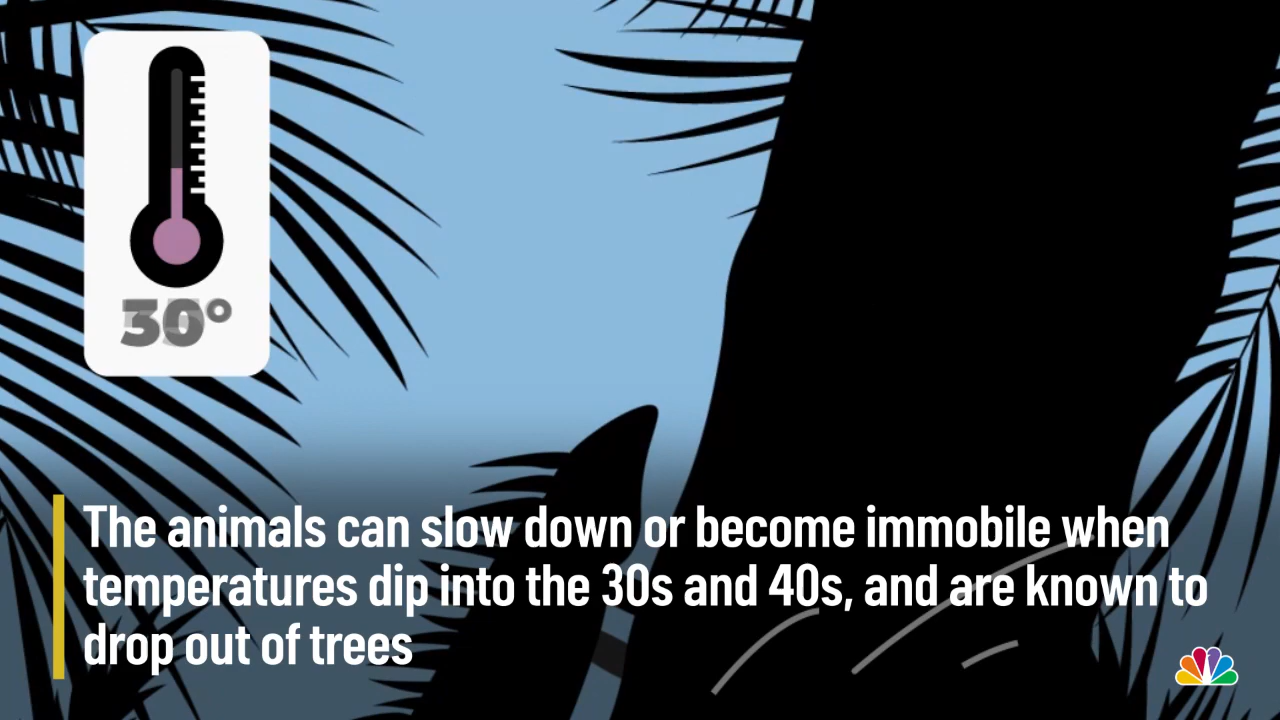 The animals can slow down or become immobile when
temperatures dip into the 30s and 40s, and are known to
drop out of trees